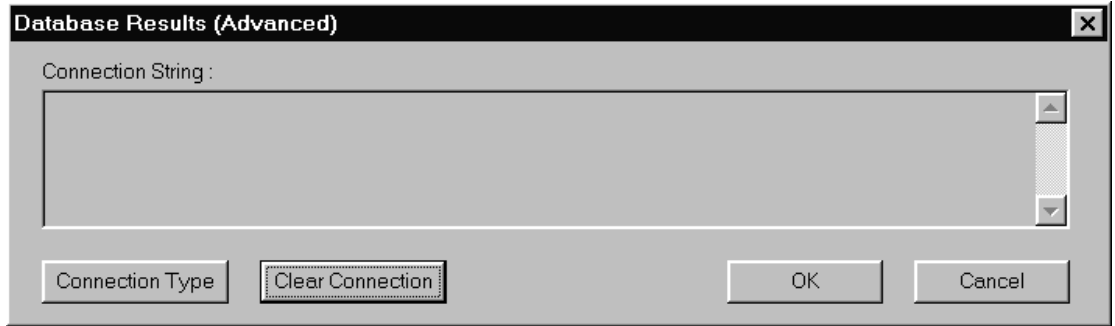 Database Results (Advanced)
Connection String :
Connection Type
Clear Connection
OK
Cancel